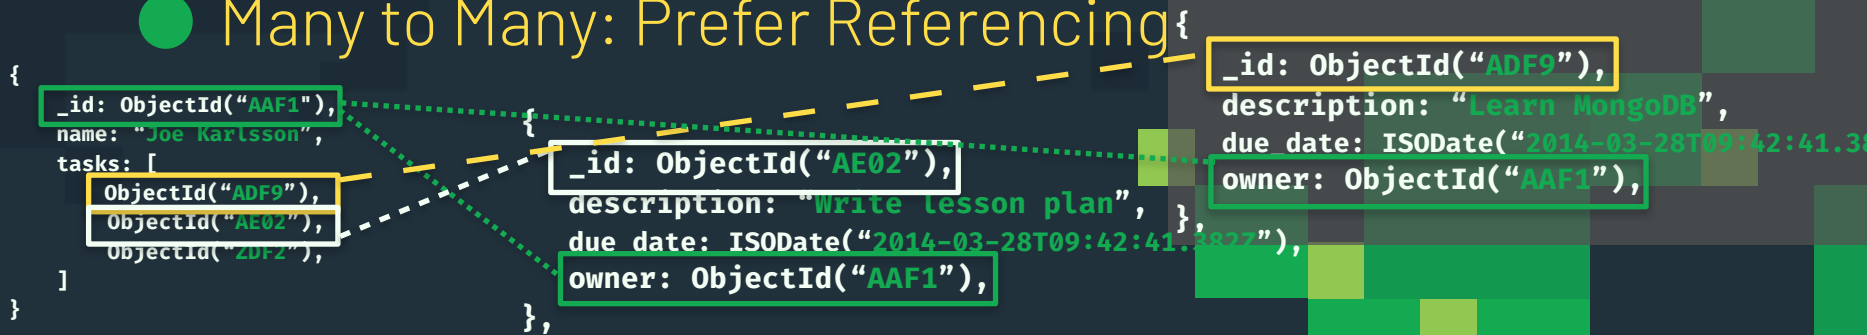 Many to Many: Prefer Referencing
{
_id: ObjectId(“AAF1"),
name: “Joe Karlsson”,
tasks: [
ObjectId(“ADF9”),
ObjectId(“AE02”),
ObjectId(“ZDF2”),
]
}
{
_id: ObjectId(“AE02”),
description: “Write lesson plan”,
due_date: ISODate(“2014-03-28T09:42:41.382Z”),
owner: ObjectId(“AAF1”),
},
{
_id: ObjectId(“ADF9”),
description: “Learn MongoDB”,
due_date: ISODate(“2014-03-28T09:42:41.38
owner: ObjectId(“AAF1”),
},